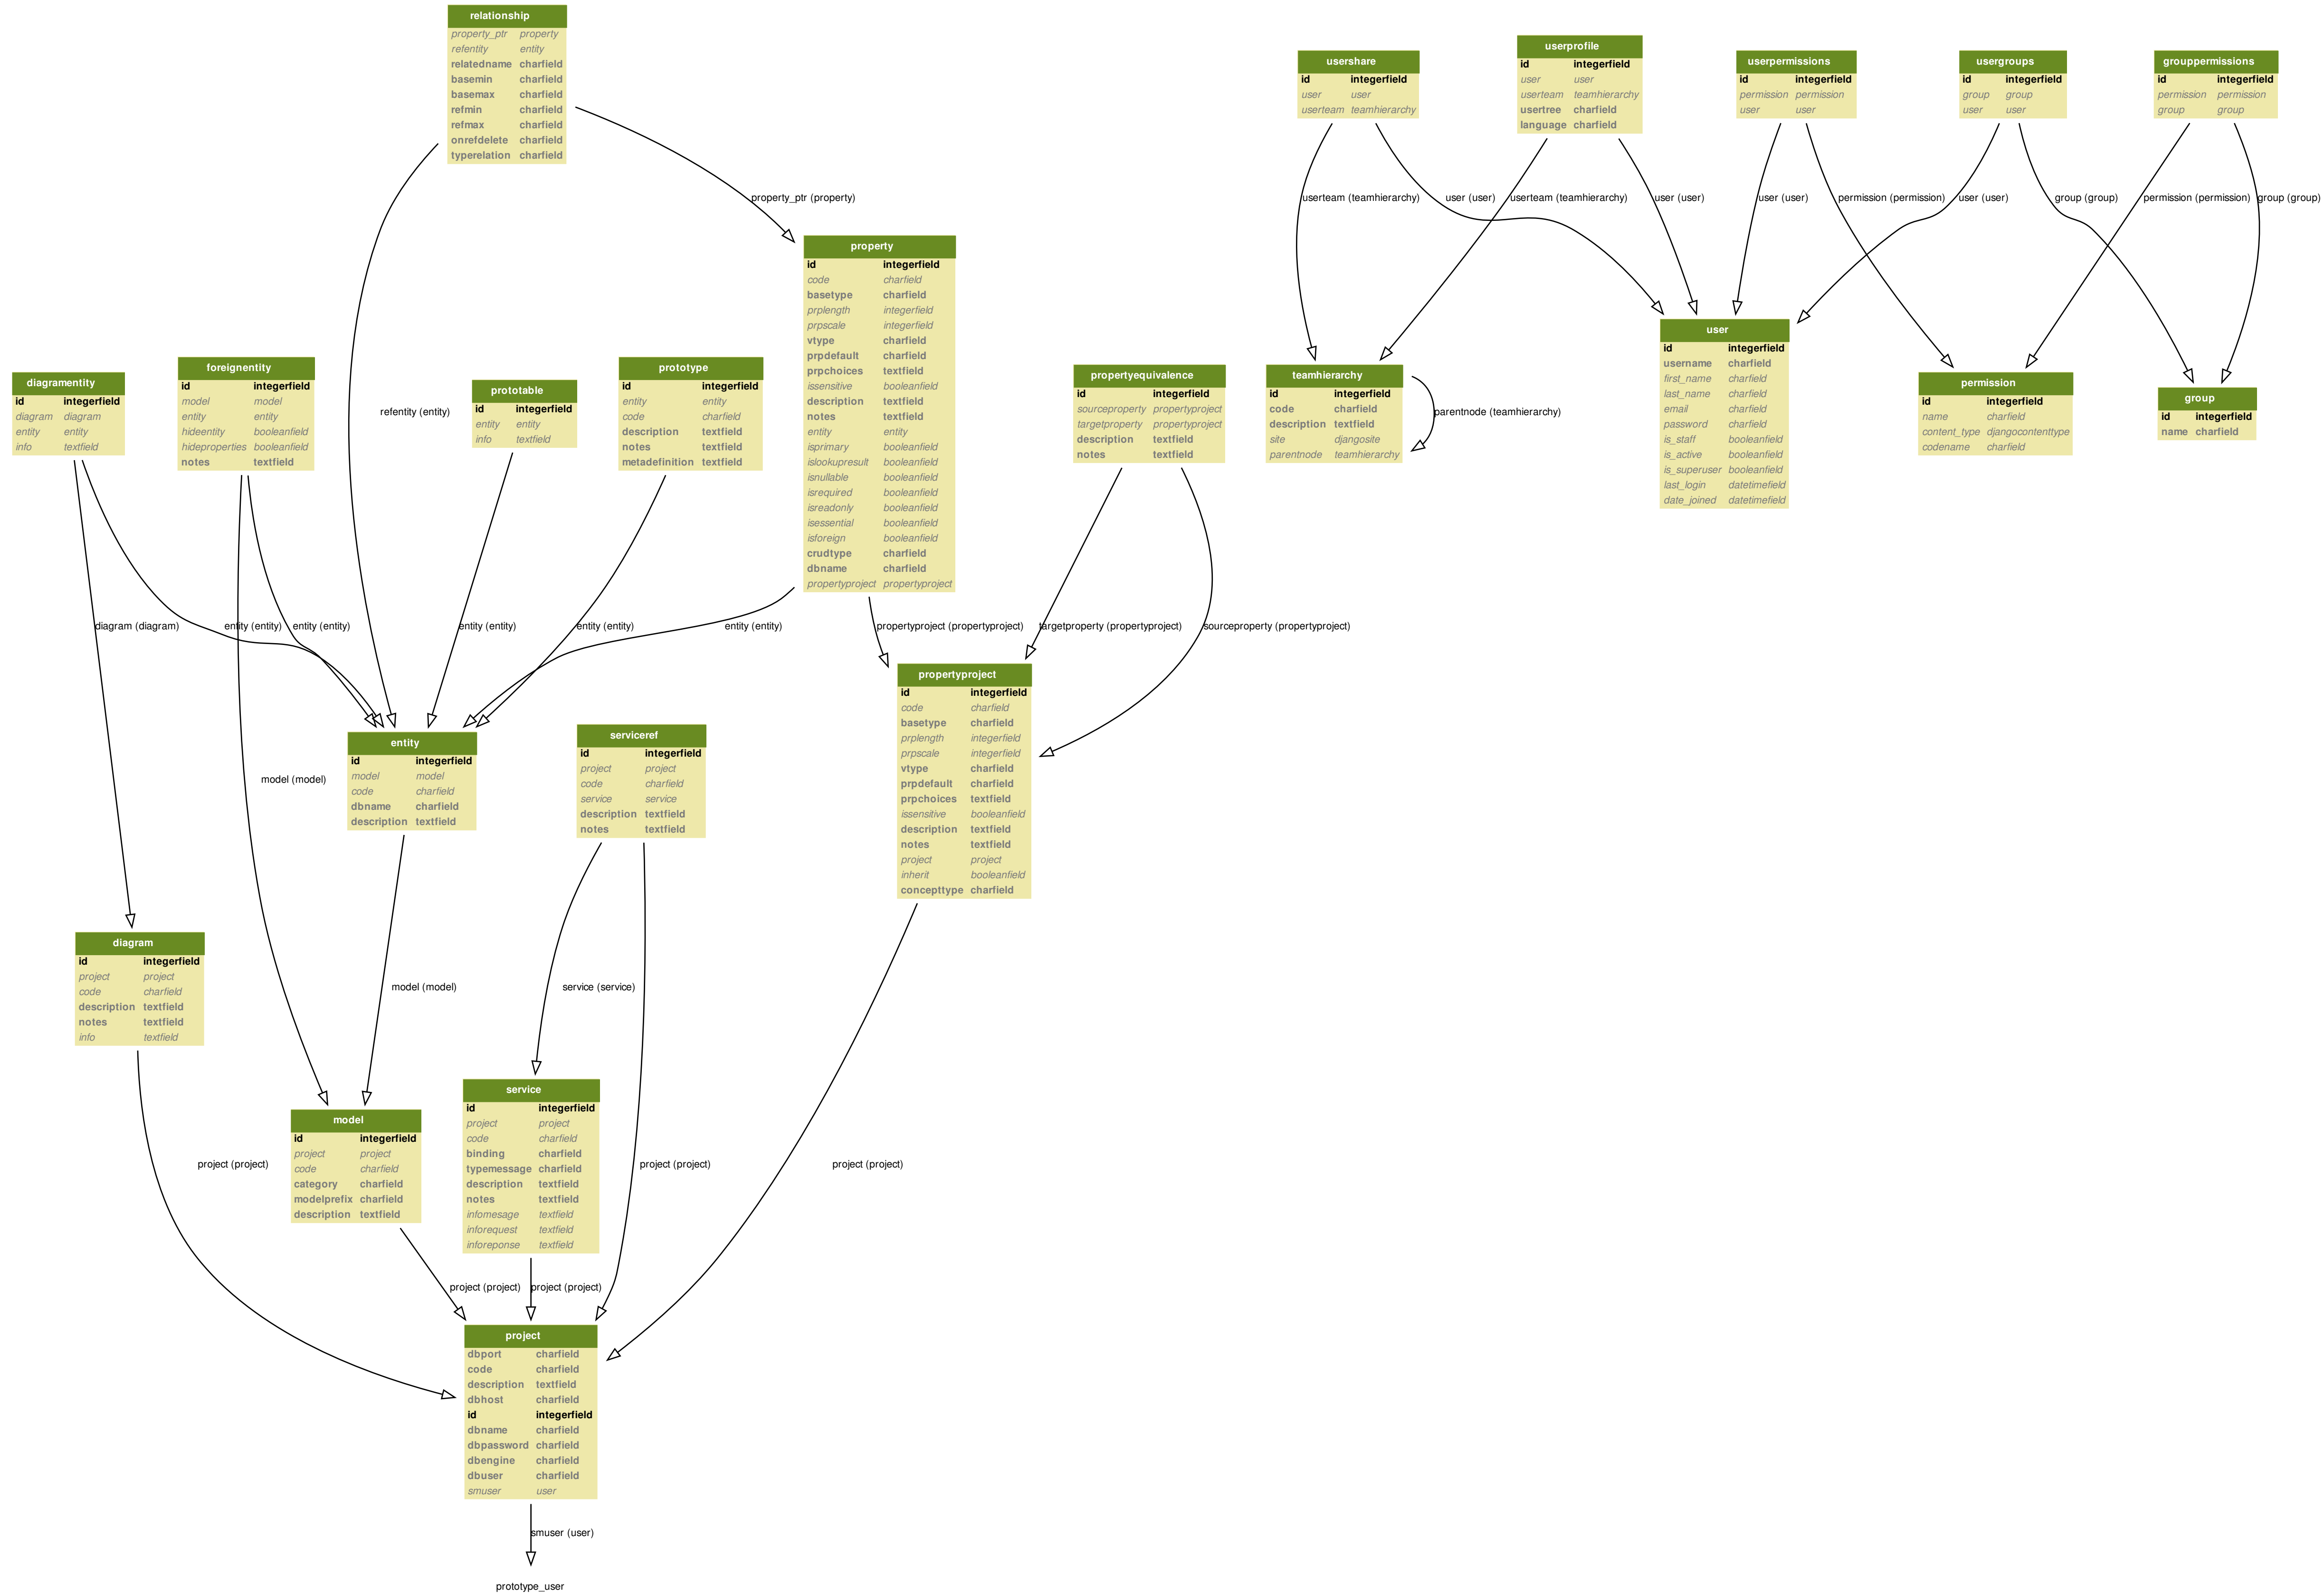 relationship
property_ptr property
refentity entity
relatedname charfield
basemin charfield
basemax charfield
refmin charfield
refmax charfield
onrefdelete charfield
typerelation charfield
usershare
id integerfield
user user
userteam teamhierarchy
userprofile
id integerfield
user user
userteam teamhierarchy
usertree charfield
language charfield
userpermissions
id integerfield
permission permission
user user
usergroups
id integerfield
group group
user user
grouppermissions
id integerfield
permission permission
group group
property_ptr (property)
userteam (teamhierarchy)
user (user)
userteam (teamhierarchy)
user (user)
user (user)
permission (permission)
user (user)
group (group)
permission (permission)
group (group)
property
id integerfield
code charfield
basetype charfield
prplength integerfield
prpscale integerfield
vtype charfield
prpdefault charfield
prpchoices textfield
issensitive booleanfield
description textfield
notes textfield
entity entity
isprimary booleanfield
islookupresult booleanfield
isnullable booleanfield
isrequired booleanfield
isreadonly booleanfield
isessential booleanfield
isforeign booleanfield
crudtype charfield
dbname charfield
propertyproject propertyproject
diagramentity
id integerfield
diagram diagram
entity entity
info textfield
foreignentity
id integerfield
model model
entity entity
hideentity booleanfield
hideproperties booleanfield
notes textfield
refentity (entity)
prototable
id integerfield
entity entity
info textfield
prototype
id integerfield
entity entity
code charfield
description textfield
notes textfield
metadefinition textfield
propertyequivalence
id integerfield
sourceproperty propertyproject
targetproperty propertyproject
description textfield
notes textfield
teamhierarchy
id integerfield
code charfield
description textfield
site djangosite
parentnode teamhierarchy
parentnode (teamhierarchy)
user
id integerfield
username charfield
first_name charfield
last_name charfield
email charfield
password charfield
is_staff booleanfield
is_active booleanfield
is_superuser booleanfield
last_login datetimefield
date_joined datetimefield
permission
id integerfield
name charfield
content_type djangocontenttype
codename charfield
group
id integerfield
name charfield
diagram (diagram)
entity (entity)
entity (entity)
entity (entity)
entity (entity)
entity (entity)
propertyproject (propertyproject)
targetproperty (propertyproject)
sourceproperty (propertyproject)
model (model)
entity
id integerfield
model model
code charfield
dbname charfield
description textfield
serviceref
id integerfield
project project
code charfield
service service
description textfield
notes textfield
propertyproject
id integerfield
code charfield
basetype charfield
prplength integerfield
prpscale integerfield
vtype charfield
prpdefault charfield
prpchoices textfield
issensitive booleanfield
description textfield
notes textfield
project project
inherit booleanfield
concepttype charfield
diagram
id integerfield
project project
code charfield
description textfield
notes textfield
info textfield
model (model)
service (service)
model
id integerfield
project project
code charfield
category charfield
modelprefix charfield
description textfield
service
id integerfield
project project
code charfield
binding charfield
typemessage charfield
description textfield
notes textfield
infomesage textfield
inforequest textfield
inforeponse textfield
project (project)
project (project)
project (project)
project (project)
project (project)
project
dbport charfield
code charfield
description textfield
dbhost charfield
id integerfield
dbname charfield
dbpassword charfield
dbengine charfield
dbuser charfield
smuser user
smuser (user)
prototype_user